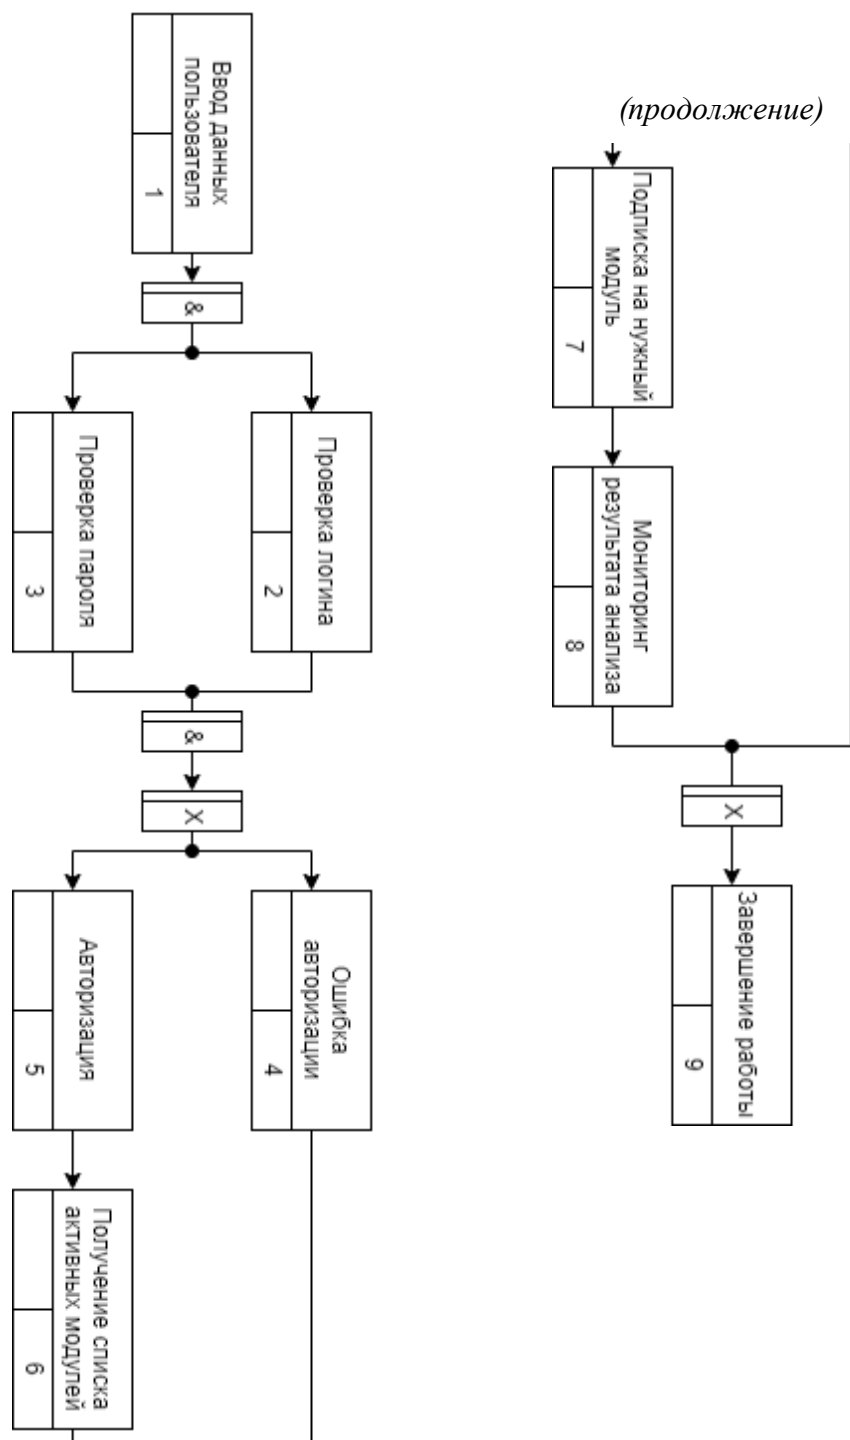 Ввод данных
пользователя
1
&
Проверка логина
2
Проверка пароля
3
&
X
Ошибка
авторизации
4
Авторизация
5
Получение списка
активных модулей
6
(продолжение)
Подписка на нужный
модуль
7
Мониторинг
результата анализа
8
X
Завершение работы
9